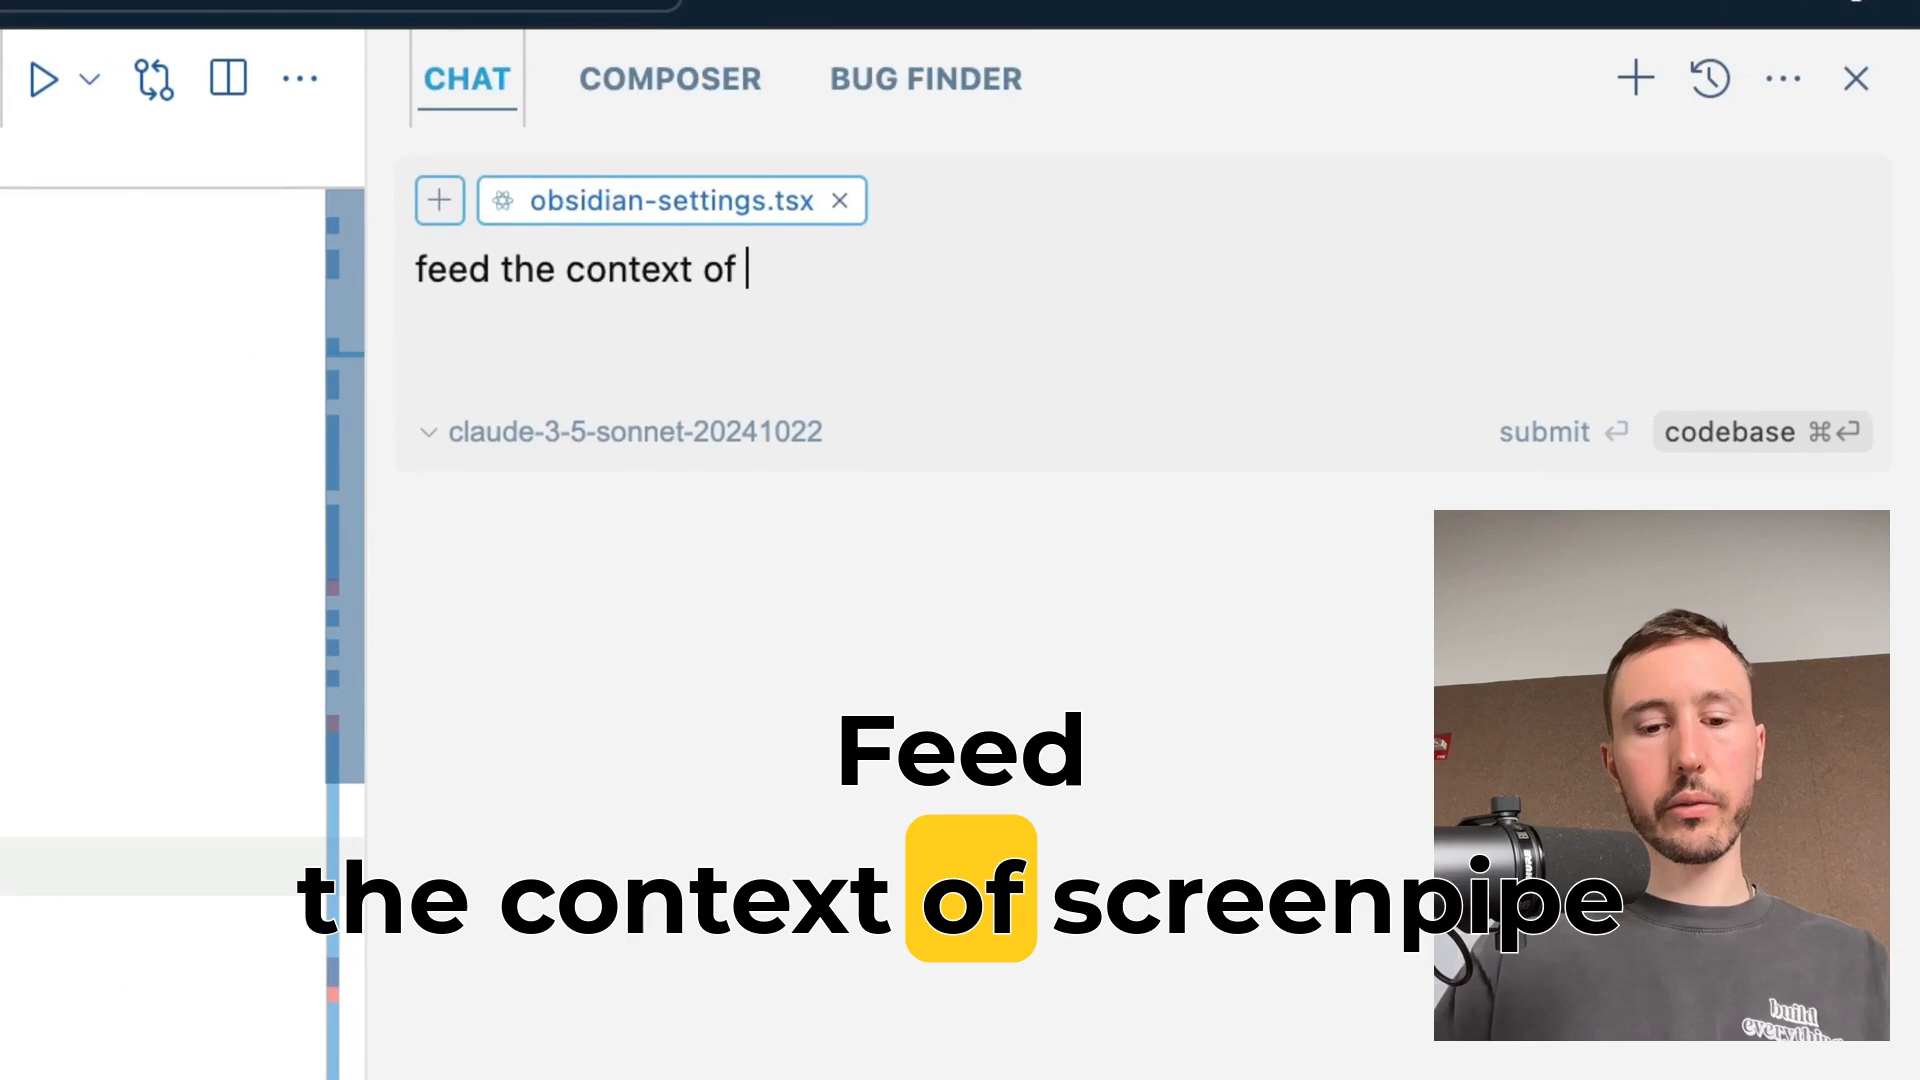 CHAT COMPOSER BUG FINDER
obsidian-settings.tsx
feed the context of
claude-3-5-sonnet-20241022 submit codebase ⌘⏎
Feed
the context of screenpipe
build
everything